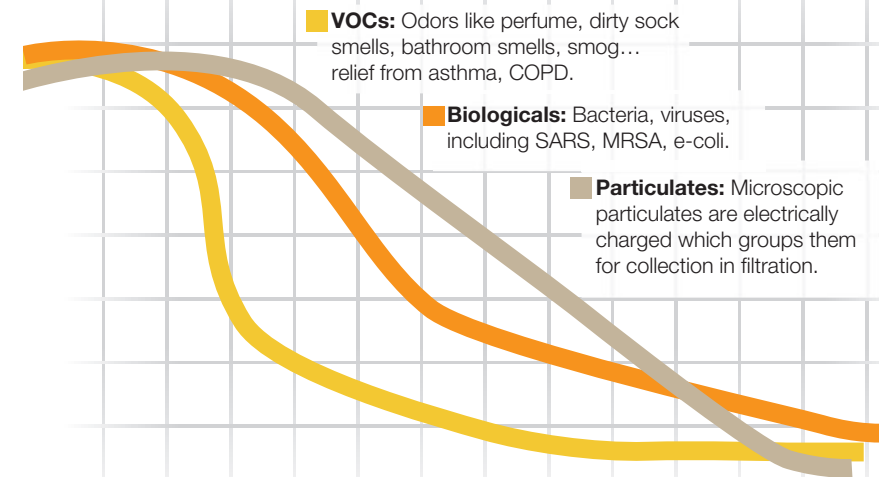 VOCs: Odors like perfume, dirty sock
smells, bathroom smells, smog…
relief from asthma, COPD.
Biologicals: Bacteria, viruses,
including SARS, MRSA, e-coli.
Particulates: Microscopic
particulates are electrically
charged which groups them
for collection in filtration.